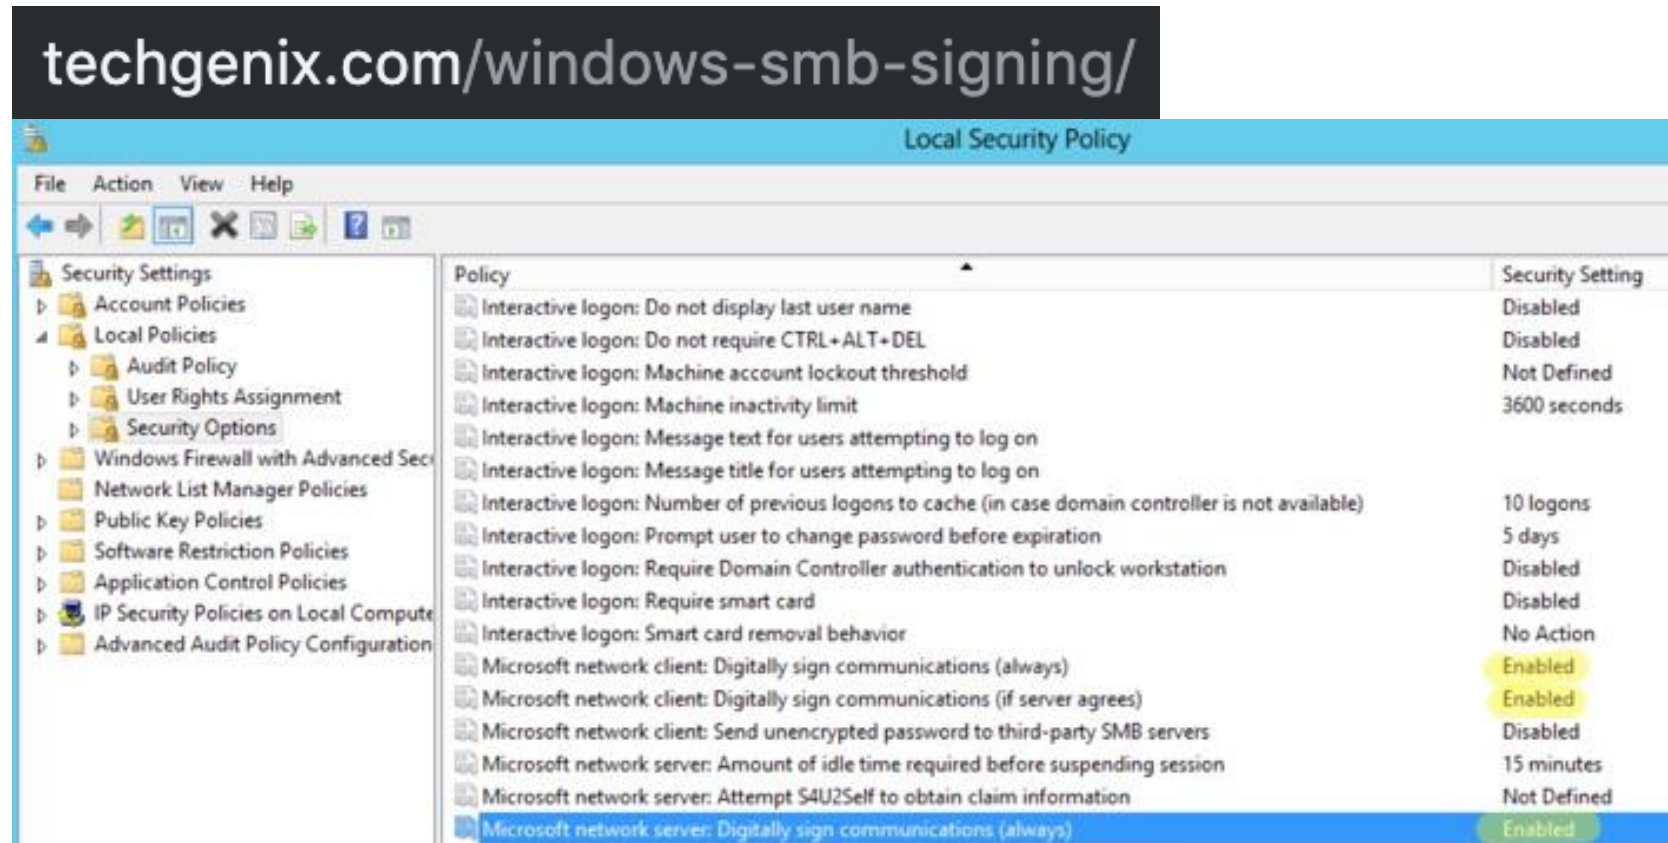 techgenix.com/windows-smb-signing/
Local Security Policy
File Action View Help
Security Settings
Account Policies
Local Policies
Audit Policy
User Rights Assignment
Security Options
Windows Firewall with Advanced Secu
Network List Manager Policies
Public Key Policies
Software Restriction Policies
Application Control Policies
IP Security Policies on Local Compute
Advanced Audit Policy Configuration
Policy Security Setting
Interactive logon: Do not display last user name Disabled
Interactive logon: Do not require CTRL+ALT+DEL Disabled
Interactive logon: Machine account lockout threshold Not Defined
Interactive logon: Machine inactivity limit 3600 seconds
Interactive logon: Message text for users attempting to log on
Interactive logon: Message title for users attempting to log on
Interactive logon: Number of previous logons to cache (in case domain controller is not available) 10 logons
Interactive logon: Prompt user to change password before expiration 5 days
Interactive logon: Require Domain Controller authentication to unlock workstation Disabled
Interactive logon: Require smart card Disabled
Interactive logon: Smart card removal behavior No Action
Microsoft network client: Digitally sign communications (always) Enabled
Microsoft network client: Digitally sign communications (if server agrees) Enabled
Microsoft network client: Send unencrypted password to third-party SMB servers Disabled
Microsoft network server: Amount of idle time required before suspending session 15 minutes
Microsoft network server: Attempt S4U2Self to obtain claim information Not Defined
Microsoft network server: Digitally sign communications (always) Enabled